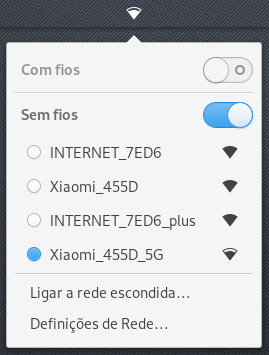 Com fios
Sem fios
INTERNET_7ED6
Xiaomi_455D
INTERNET_7ED6_plus
Xiaomi_455D_5G
Ligar a rede escondida...
Definições de Rede...